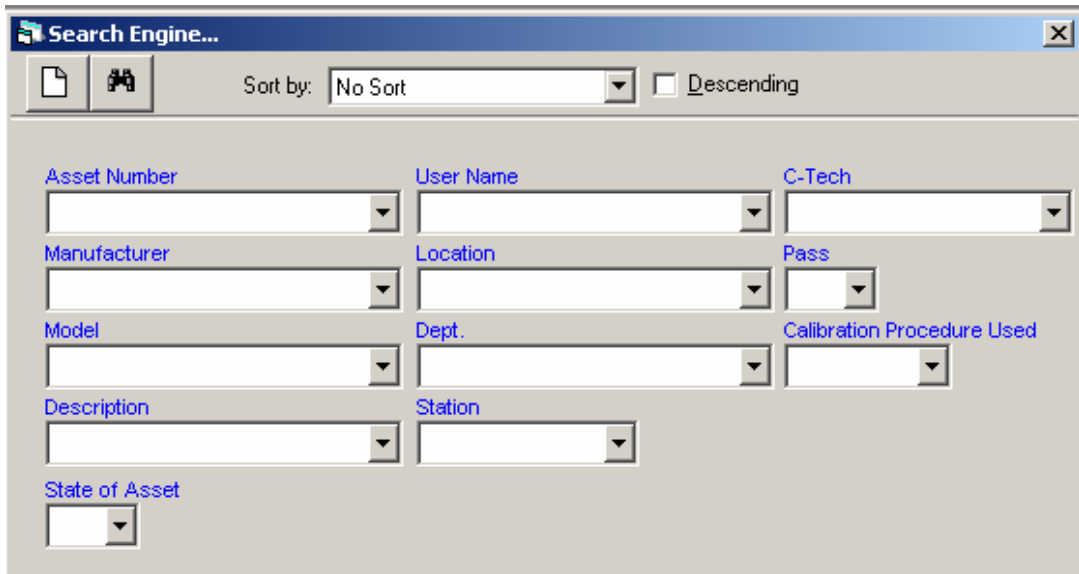 Search Engine...
Sort by: No Sort Descending
Asset Number User Name C-Tech
Manufacturer Location Pass
Model Dept. Calibration Procedure Used
Description Station
State of Asset